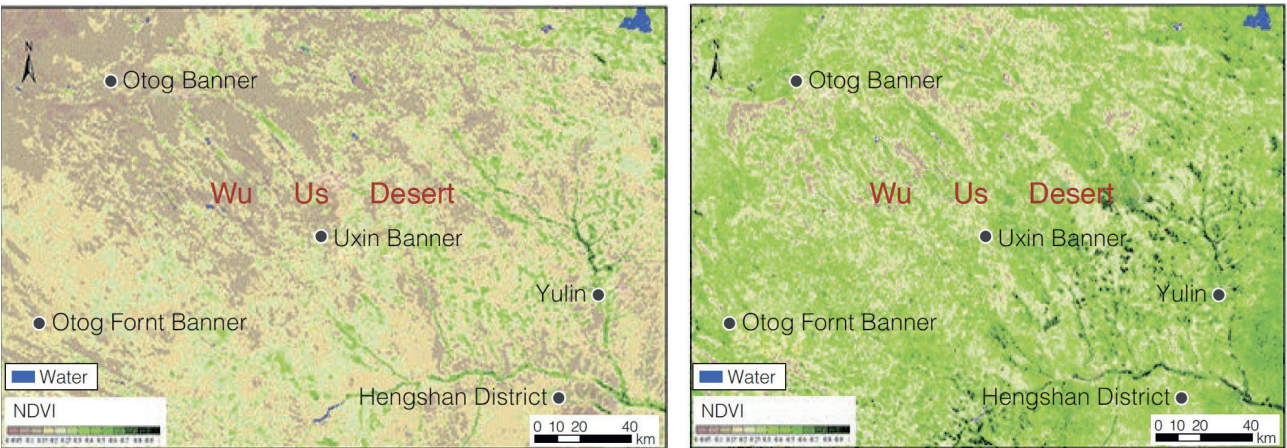 N
Otog Banner
Wu Us Desert
Uxin Banner
Yulin
Otog Fornt Banner
Water
Hengshan District
NDVI
0 10 20 40
km
N
Otog Banner
Wu Us Desert
Uxin Banner
Yulin
Otog Fornt Banner
Water
Hengshan District
NDVI
0 10 20 40
km